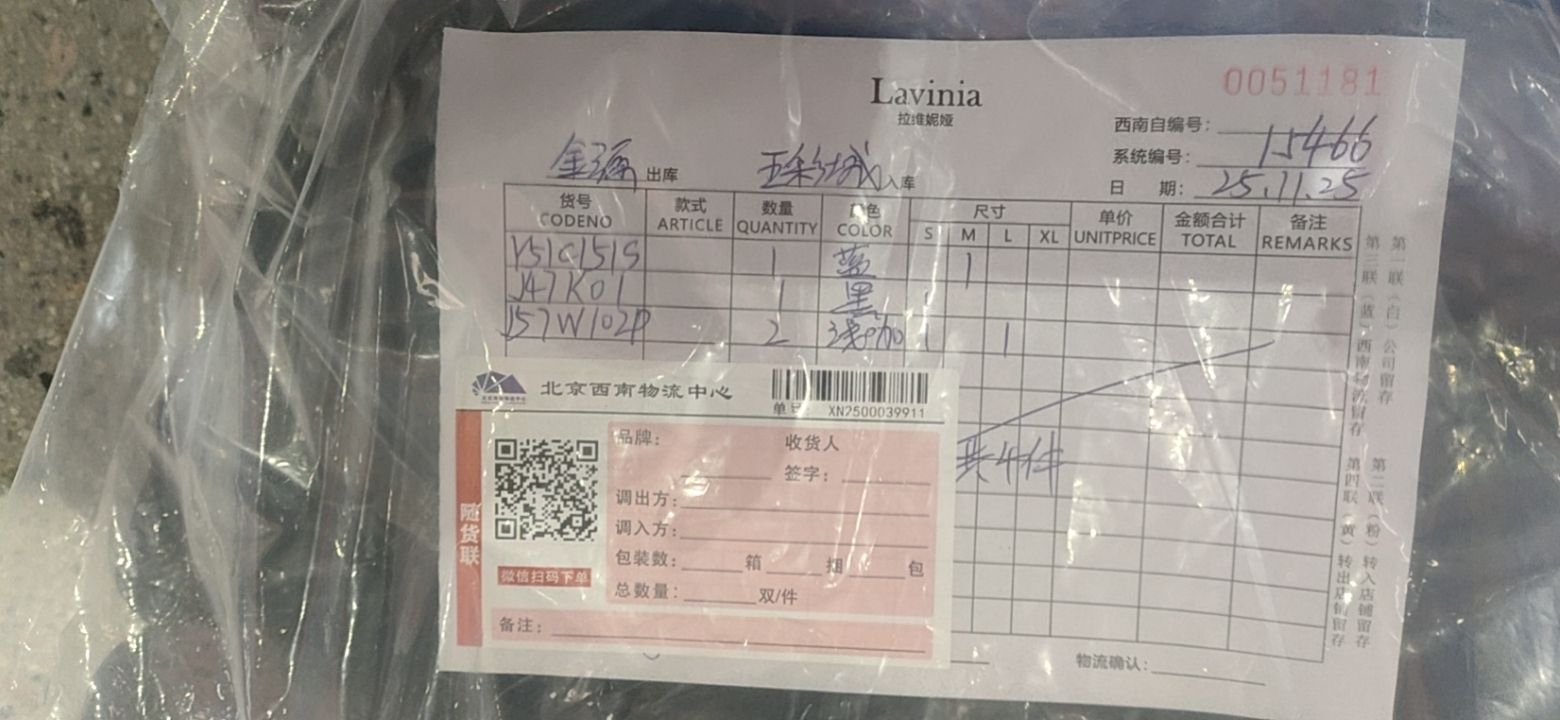 0051181
Lavinia
拉维妮娅
西南自编号：
系统编号： 15466
日 期： 25.11.25
金源 出库 五彩城 入库
货号 款式 数量 颜色 尺寸 单价 金额合计 备注
CODENO ARTICLE QUANTITY COLOR S M L XL UNITPRICE TOTAL REMARKS
1 蓝 1
J47K01 1 黑 1
J57W102P 2 浅咖 1 1
共4件
北京西南物流中心
单号 XN2500039911
随货联
微信扫码下单
品牌： 收货人
签字：
调出方：
调入方：
包装数： 箱 捆 包
总数量： 双/件
备注：
物流确认：
第一联（白）公司留存
第二联（粉）转入店铺留存
第三联（蓝）西南物流留存
第四联（黄）转出店铺留存